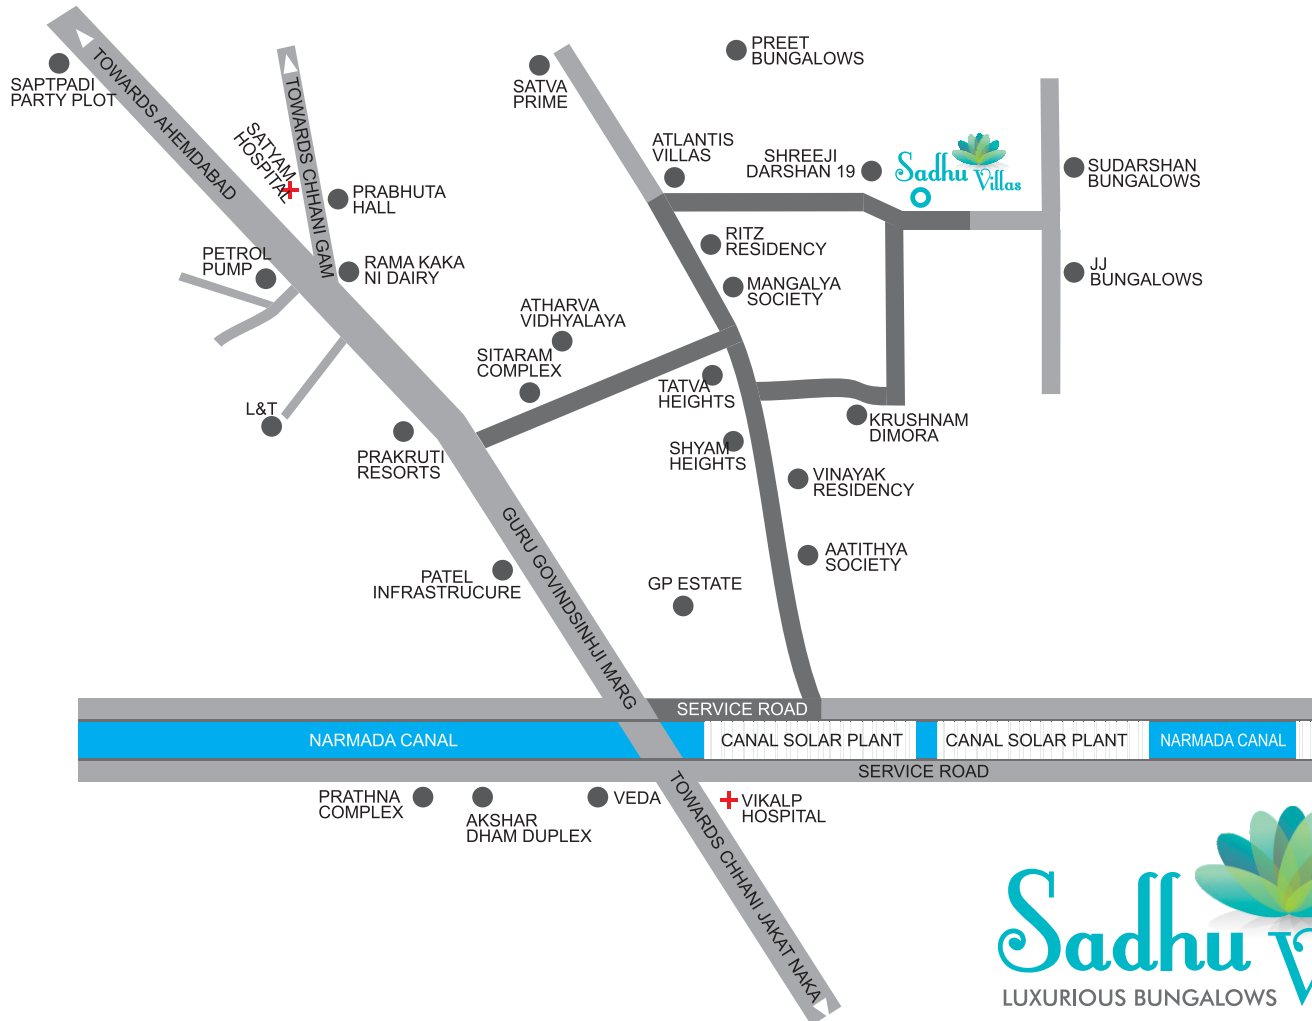 PREET
BUNGALOWS
SAPTPADI
PARTY PLOT
TOWARDS AHEMDABAD
TOWARDS CHHANI GAM
SATVA
PRIME
SATYAM
HOSPITAL
ATLANTIS
VILLAS
SHREEJI
DARSHAN 19
Sadhu
Villas
SUDARSHAN
BUNGALOWS
PRABHUTA
HALL
PETROL
PUMP
RAMA KAKA
NI DAIRY
RITZ
RESIDENCY
MANGALYA
SOCIETY
JJ
BUNGALOWS
ATHARVA
VIDHYALAYA
SITARAM
COMPLEX
TATVA
HEIGHTS
L&T
PRAKRUTI
RESORTS
KRUSHNAM
DIMORA
SHYAM
HEIGHTS
VINAYAK
RESIDENCY
GURU GOVINDSINHJI MARG
AATITHYA
SOCIETY
PATEL
INFRASTRUCURE
GP ESTATE
SERVICE ROAD
NARMADA CANAL
CANAL SOLAR PLANT
CANAL SOLAR PLANT
NARMADA CANAL
SERVICE ROAD
PRATHNA
COMPLEX
AKSHAR
DHAM DUPLEX
VEDA
VIKALP
HOSPITAL
TOWARDS CHHANI JAKAT NAKA
Sadhu V
LUXURIOUS BUNGALOWS